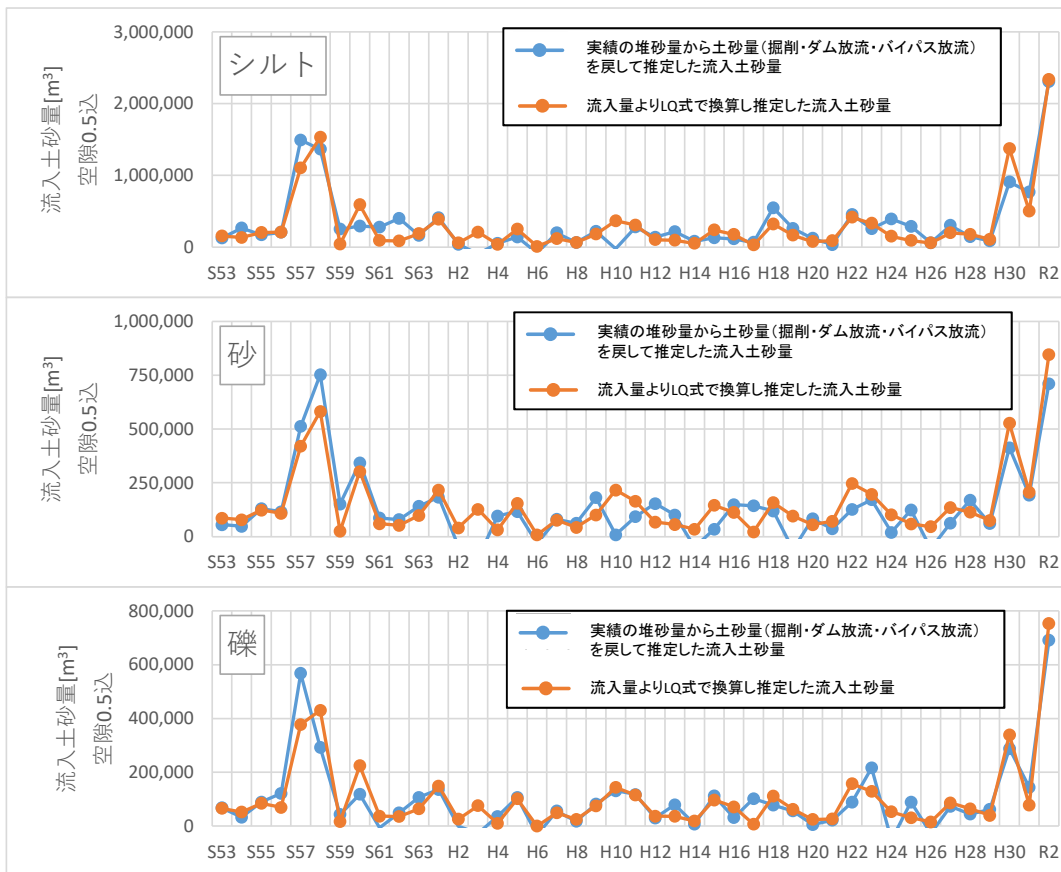 シルト
流入土砂量[m³]
空隙0.5込
3,000,000
2,000,000
1,000,000
0
実績の堆砂量から土砂量(掘削・ダム放流・バイパス放流)
を戻して推定した流入土砂量
流入量よりLQ式で換算し推定した流入土砂量
S53 S55 S57 S59 S61 S63 H2 H4 H6 H8 H10 H12 H14 H16 H18 H20 H22 H24 H26 H28 H30 R2
砂
流入土砂量[m³]
空隙0.5込
1,000,000
750,000
500,000
250,000
0
実績の堆砂量から土砂量(掘削・ダム放流・バイパス放流)
を戻して推定した流入土砂量
流入量よりLQ式で換算し推定した流入土砂量
S53 S55 S57 S59 S61 S63 H2 H4 H6 H8 H10 H12 H14 H16 H18 H20 H22 H24 H26 H28 H30 R2
礫
流入土砂量[m³]
空隙0.5込
800,000
600,000
400,000
200,000
0
実績の堆砂量から土砂量(掘削・ダム放流・バイパス放流)
を戻して推定した流入土砂量
流入量よりLQ式で換算し推定した流入土砂量
S53 S55 S57 S59 S61 S63 H2 H4 H6 H8 H10 H12 H14 H16 H18 H20 H22 H24 H26 H28 H30 R2